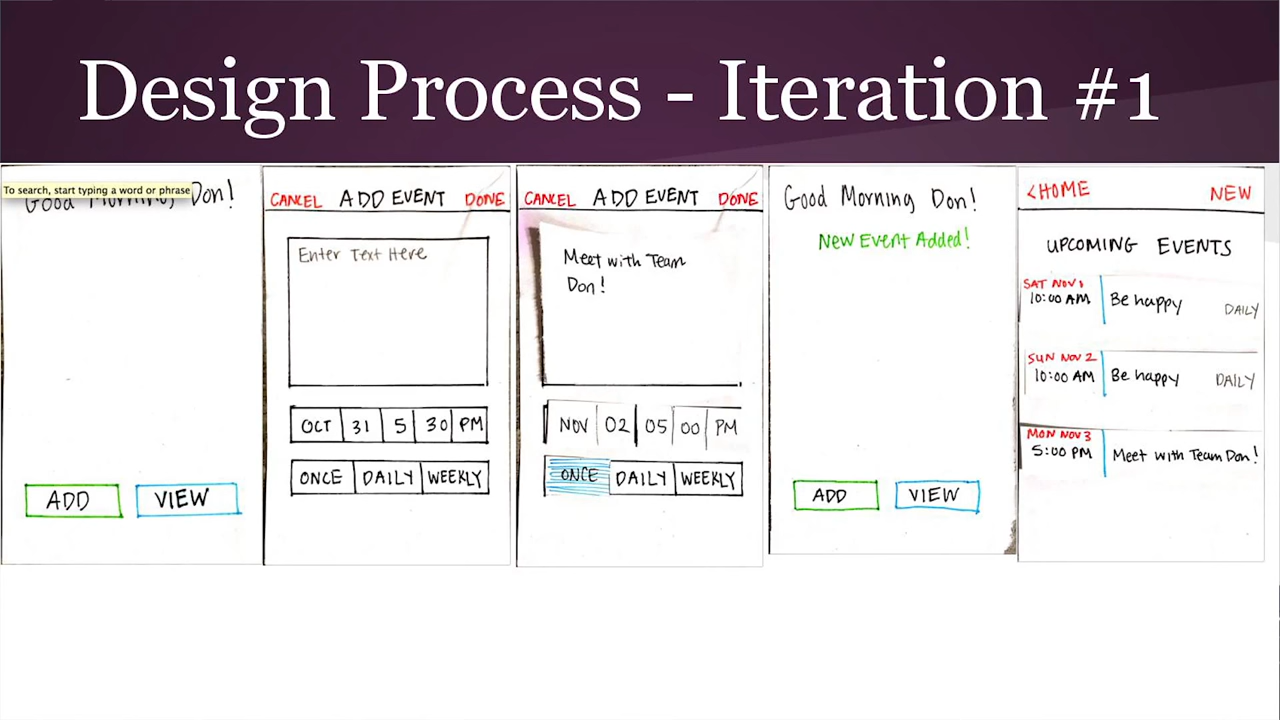 Design Process - Iteration #1
To search, start typing a word or phrase
Good Morning, Don!
ADD
VIEW
CANCEL ADD EVENT DONE
Enter Text Here
OCT 31 5 30 PM
ONCE DAILY WEEKLY
CANCEL ADD EVENT DONE
Meet with Team
Don!
NOV 02 05 00 PM
ONCE DAILY WEEKLY
Good Morning Don!
New Event Added!
ADD
VIEW
<HOME NEW
UPCOMING EVENTS
SAT NOV 1
10:00 AM Be happy DAILY
SUN NOV 2
10:00 AM Be happy DAILY
MON NOV 3
5:00 PM Meet with Team Don!